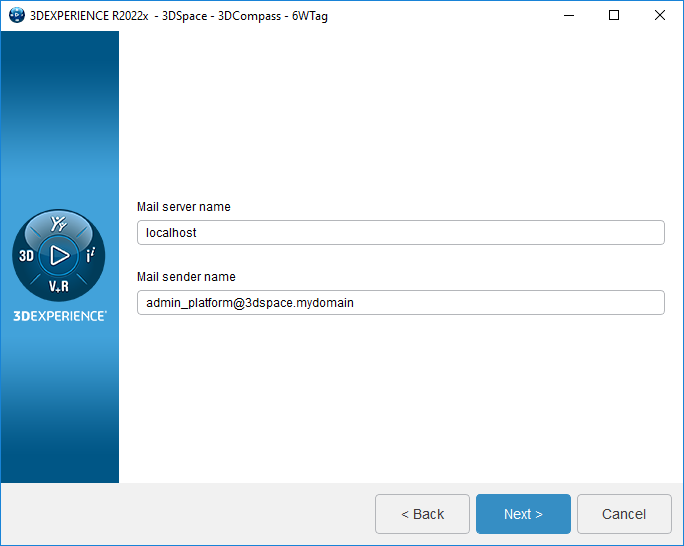 3DEXPERIENCE R2022x - 3DSpace - 3DCompass - 6WTag
Mail server name
localhost
3D
i²
V+R
3DEXPERIENCE
Mail sender name
admin_platform@3dspace.mydomain
< Back
Next >
Cancel